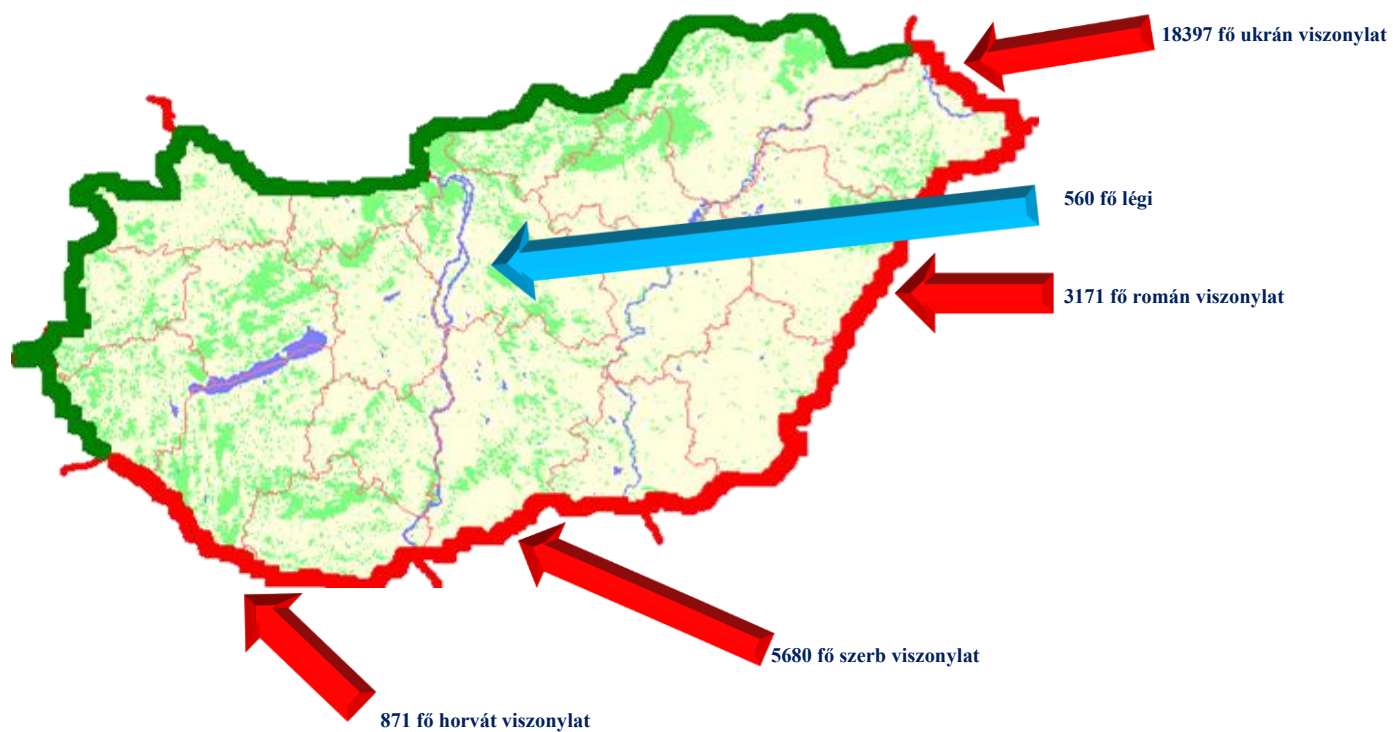 18397 fő ukrán viszonylat
560 fő légi
3171 fő román viszonylat
5680 fő szerb viszonylat
871 fő horvát viszonylat